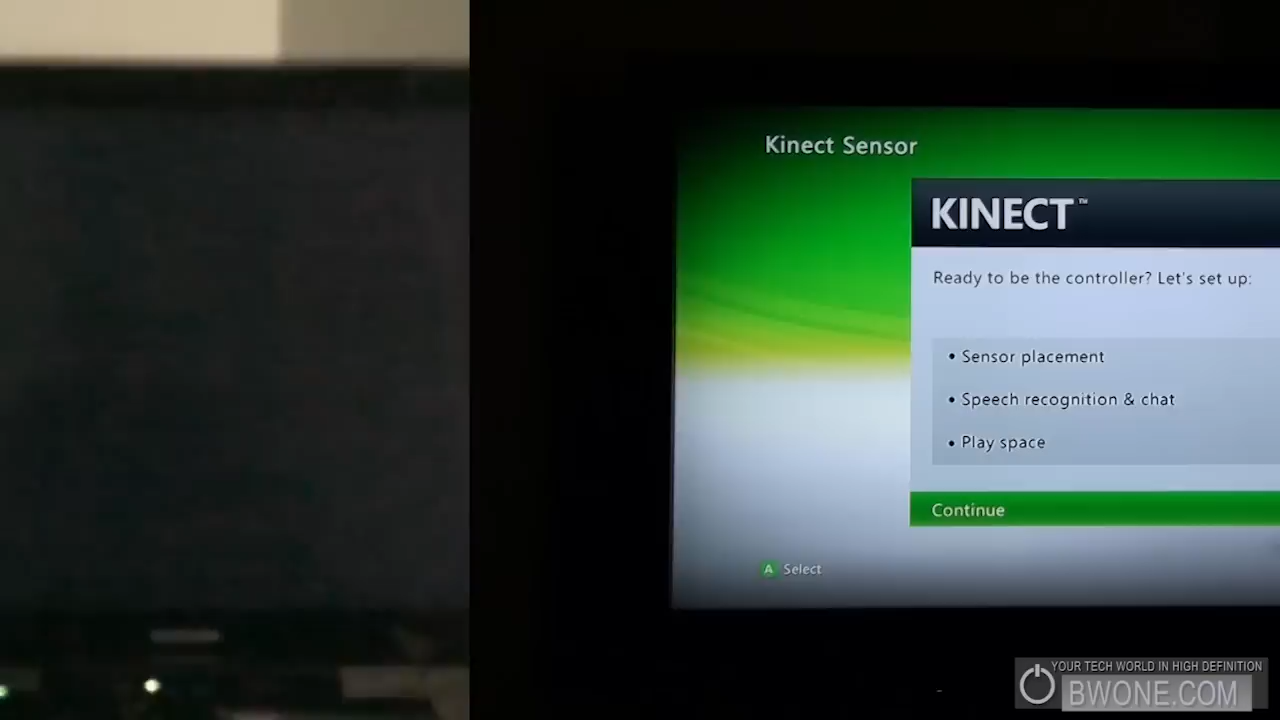 Kinect Sensor
KINECT™
Ready to be the controller? Let's set up:
• Sensor placement
• Speech recognition & chat
• Play space
Continue
A Select
YOUR TECH WORLD IN HIGH DEFINITION
BWONE.COM